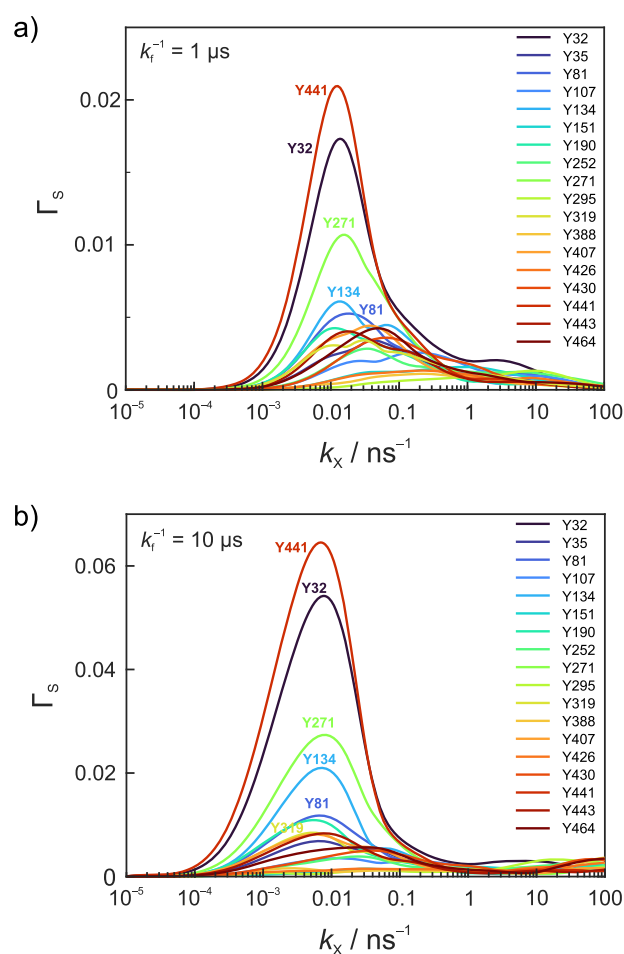 a)
k_f⁻¹ = 1 μs
Y441
Y32
Y271
Y134
Y81
Y32
Y35
Y81
Y107
Y134
Y151
Y190
Y252
Y271
Y295
Y319
Y388
Y407
Y426
Y430
Y441
Y443
Y464
0.02
0.01
0
Γ_S
10⁻⁵ 10⁻⁴ 10⁻³ 0.01 0.1 1 10 100
k_X / ns⁻¹
b)
k_f⁻¹ = 10 μs
Y441
Y32
Y271
Y134
Y81
Y319
Y32
Y35
Y81
Y107
Y134
Y151
Y190
Y252
Y271
Y295
Y319
Y388
Y407
Y426
Y430
Y441
Y443
Y464
0.06
0.04
0.02
0
Γ_S
10⁻⁵ 10⁻⁴ 10⁻³ 0.01 0.1 1 10 100
k_X / ns⁻¹